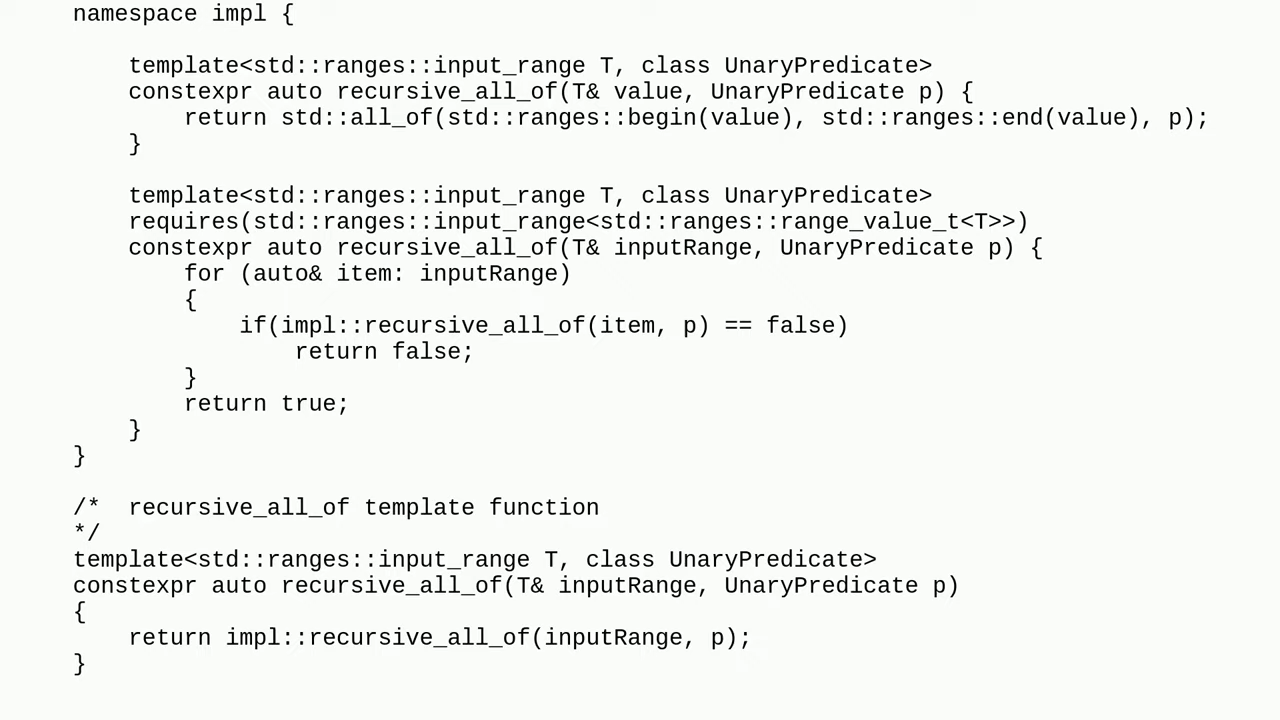 namespace impl {
template<std::ranges::input_range T, class UnaryPredicate>
constexpr auto recursive_all_of(T& value, UnaryPredicate p) {
return std::all_of(std::ranges::begin(value), std::ranges::end(value), p);
}
template<std::ranges::input_range T, class UnaryPredicate>
requires(std::ranges::input_range<std::ranges::range_value_t<T>>)
constexpr auto recursive_all_of(T& inputRange, UnaryPredicate p) {
for (auto& item: inputRange)
{
if(impl::recursive_all_of(item, p) == false)
return false;
}
return true;
}
}
/*  recursive_all_of template function
*/
template<std::ranges::input_range T, class UnaryPredicate>
constexpr auto recursive_all_of(T& inputRange, UnaryPredicate p)
{
return impl::recursive_all_of(inputRange, p);
}